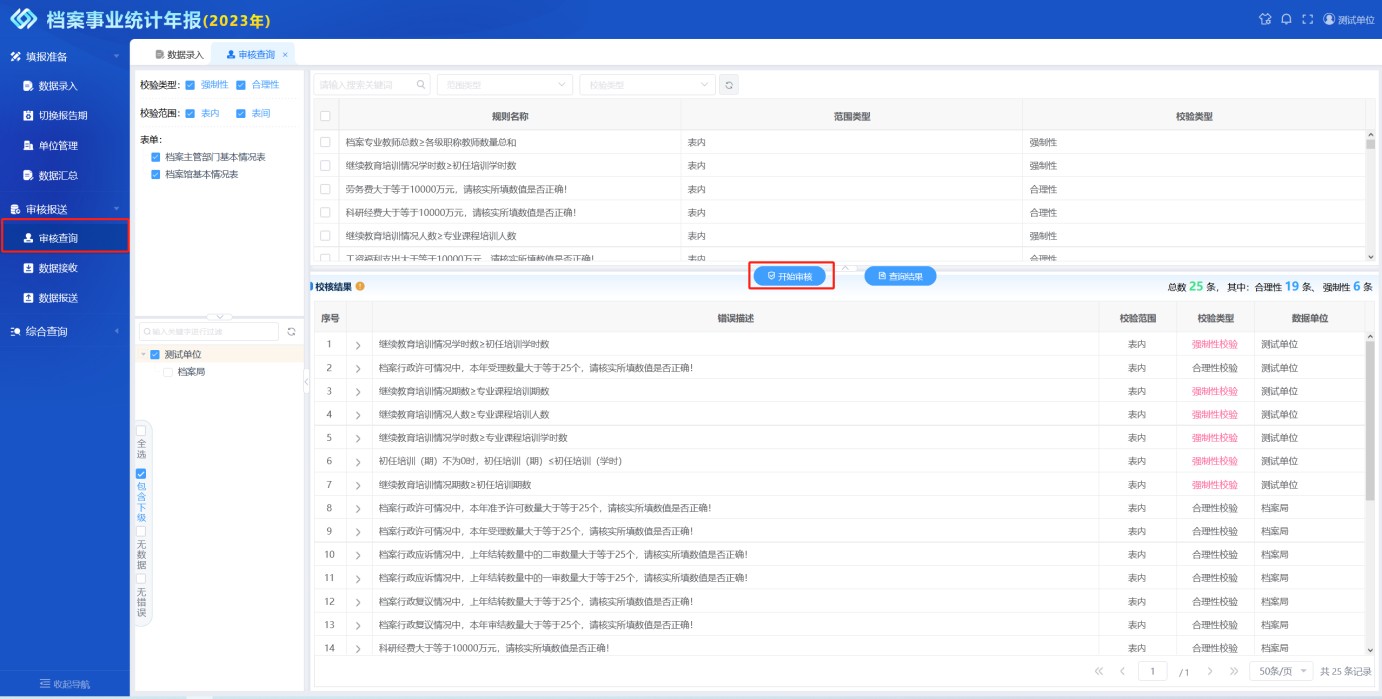 档案事业统计年报(2023年)
测试单位
填报准备
数据录入
切换报告期
单位管理
数据汇总
审核报送
审核查询
数据接收
数据报送
综合查询
收起导航
数据录入 审核查询 ×
校验类型: 强制性 合理性
校验范围: 表内 表间
表单:
档案主管部门基本情况表
档案馆基本情况表
输入关键字进行过滤
测试单位
档案局
全选
包含下级
无数据
无错误
请输入搜索关键词 范围类型 校验类型
规则名称 范围类型 校验类型
档案专业教师总数≥各级职称教师数量总和 表内 强制性
继续教育培训情况学时数≥初任培训学时数 表内 强制性
劳务费大于等于10000万元，请核实所填数值是否正确! 表内 合理性
科研经费大于等于10000万元，请核实所填数值是否正确! 表内 合理性
继续教育培训情况人数≥专业课程培训人数 表内 强制性
工资福利支出大于等于10000万元，请核实所填数值是否正确! 表内 合理性
开始审核 查询结果
校核结果 总数 25 条，其中：合理性 19 条、强制性 6 条
序号 错误描述 校验范围 校验类型 数据单位
1 继续教育培训情况学时数≥初任培训学时数 表内 强制性校验 测试单位
2 档案行政许可情况中，本年受理数量大于等于25个，请核实所填数值是否正确! 表内 合理性校验 测试单位
3 继续教育培训情况期数≥专业课程培训期数 表内 强制性校验 测试单位
4 继续教育培训情况人数≥专业课程培训人数 表内 强制性校验 测试单位
5 继续教育培训情况学时数≥专业课程培训学时数 表内 强制性校验 测试单位
6 初任培训（期）不为0时，初任培训（期）≤初任培训（学时） 表内 强制性校验 测试单位
7 继续教育培训情况期数≥初任培训期数 表内 强制性校验 测试单位
8 档案行政许可情况中，本年准予许可数量大于等于25个，请核实所填数值是否正确! 表内 合理性校验 档案局
9 档案行政许可情况中，本年受理数量大于等于25个，请核实所填数值是否正确! 表内 合理性校验 档案局
10 档案行政应诉情况中，上年结转数量中的二审数量大于等于25个，请核实所填数值是否正确! 表内 合理性校验 档案局
11 档案行政应诉情况中，上年结转数量中的一审数量大于等于25个，请核实所填数值是否正确! 表内 合理性校验 档案局
12 档案行政复议情况中，上年结转数量大于等于25个，请核实所填数值是否正确! 表内 合理性校验 档案局
13 档案行政复议情况中，本年审结数量大于等于25个，请核实所填数值是否正确! 表内 合理性校验 档案局
14 科研经费大于等于10000万元，请核实所填数值是否正确! 表内 合理性校验 档案局
1 /1 50条/页 共 25 条记录